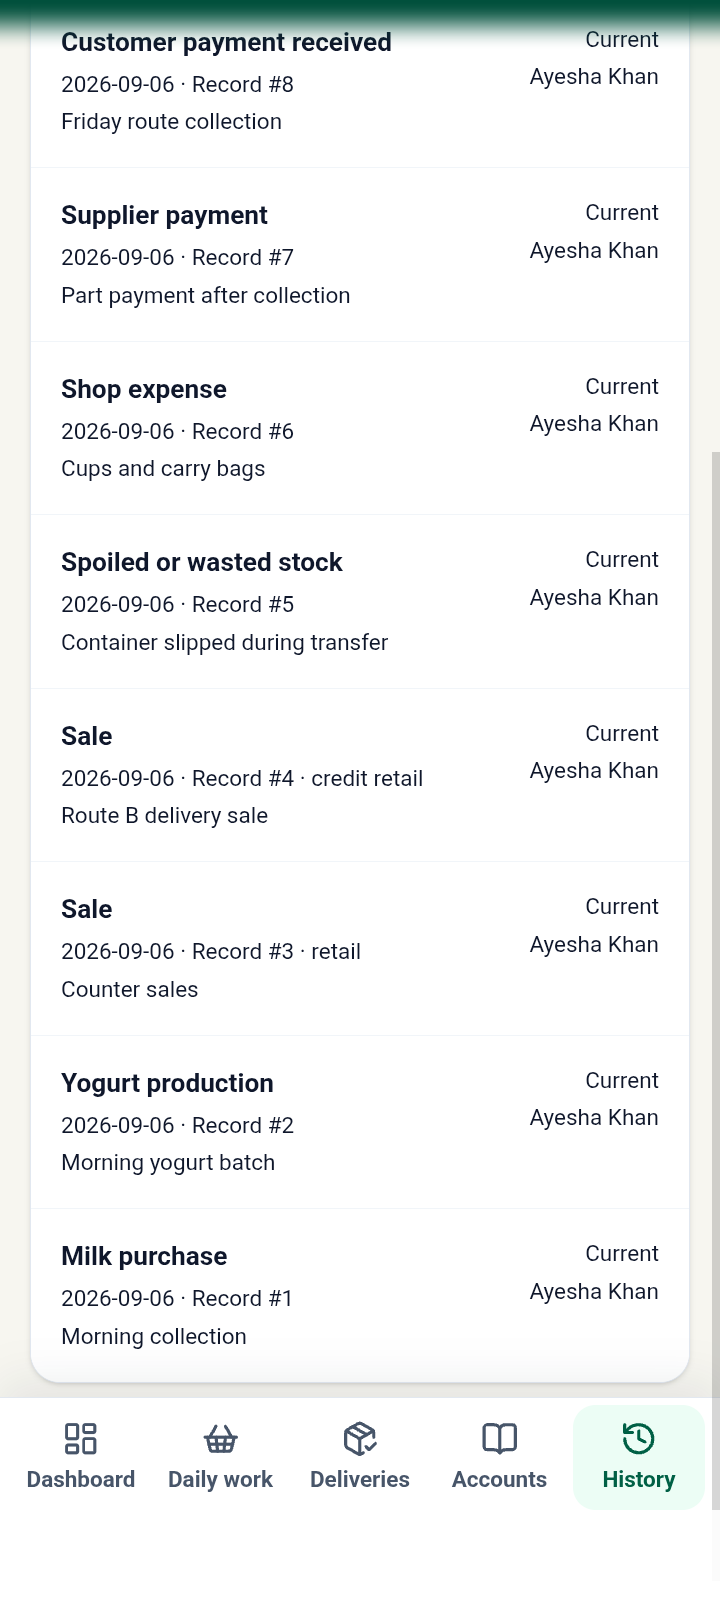 Customer payment received
Current
2026-09-06 · Record #8
Ayesha Khan
Friday route collection
Supplier payment
Current
2026-09-06 · Record #7
Ayesha Khan
Part payment after collection
Shop expense
Current
2026-09-06 · Record #6
Ayesha Khan
Cups and carry bags
Spoiled or wasted stock
Current
2026-09-06 · Record #5
Ayesha Khan
Container slipped during transfer
Sale
Current
2026-09-06 · Record #4 · credit retail
Ayesha Khan
Route B delivery sale
Sale
Current
2026-09-06 · Record #3 · retail
Ayesha Khan
Counter sales
Yogurt production
Current
2026-09-06 · Record #2
Ayesha Khan
Morning yogurt batch
Milk purchase
Current
2026-09-06 · Record #1
Ayesha Khan
Morning collection
Dashboard
Daily work
Deliveries
Accounts
History